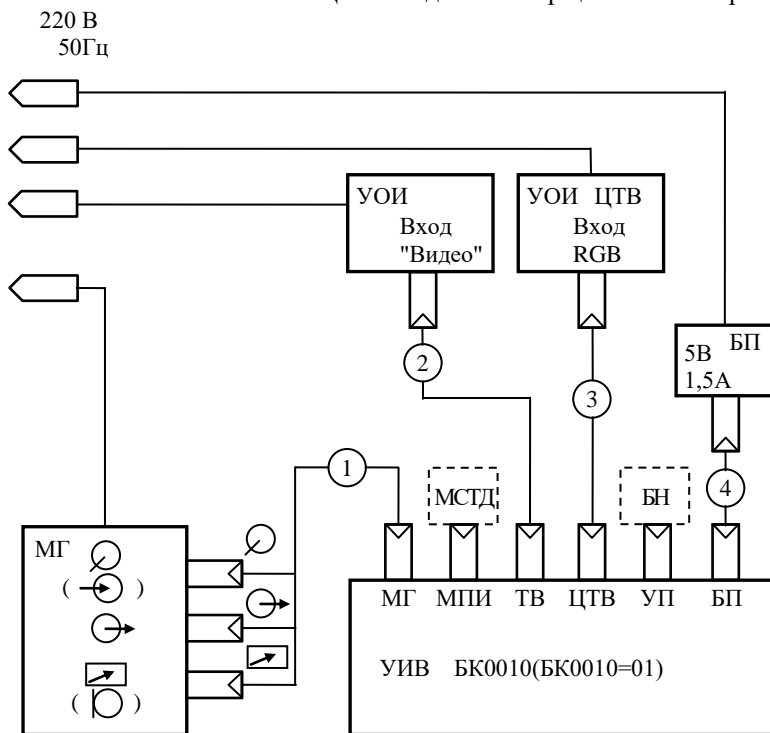 220 В
50Гц
УОИ
Вход
"Видео"
УОИ ЦТВ
Вход
RGB
БП
5В
1,5А
2
3
1
4
МСТД
БН
МГ
МГ МПИ ТВ ЦТВ УП БП
( )
УИВ БК0010(БК0010=01)
( )